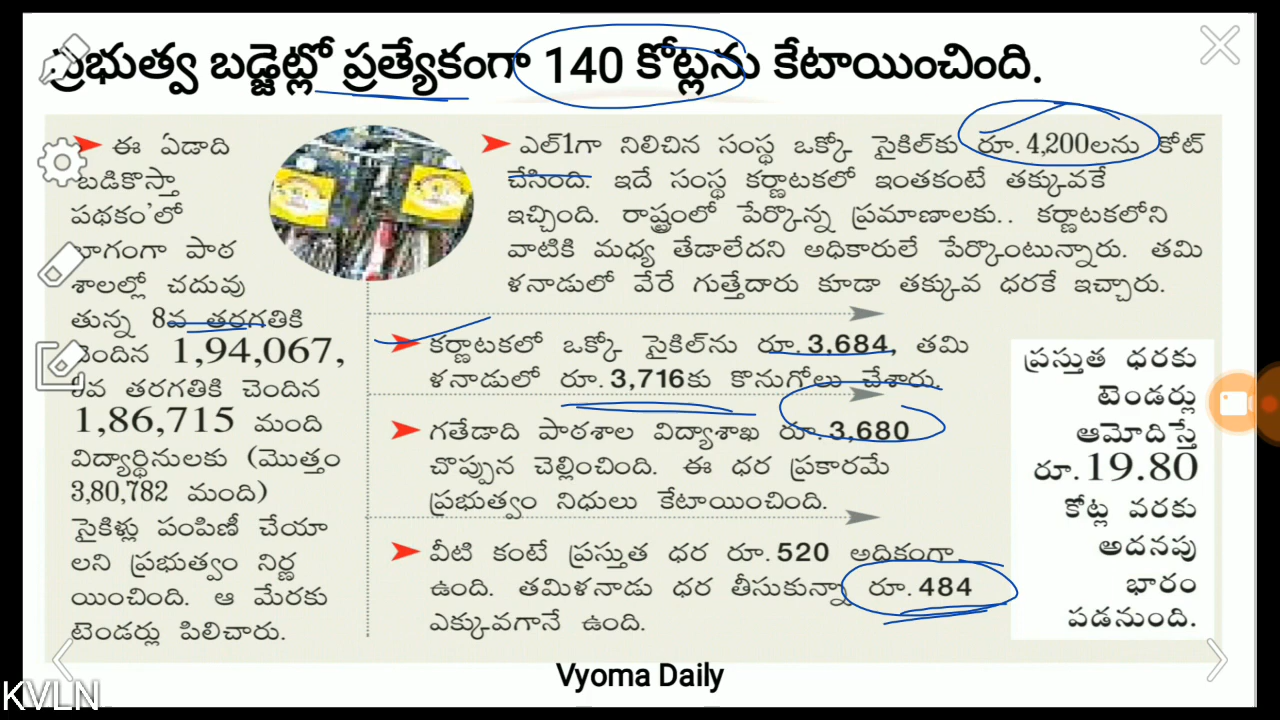 ప్రభుత్వ బడ్జెట్లో ప్రత్యేకంగా 140 కోట్లను కేటాయించింది.
ఈ ఏడాది
బడికొస్తా
పథకం'లో
భాగంగా పాఠ
శాలల్లో చదువు
తున్న 8వ తరగతికి
చెందిన 1,94,067,
9వ తరగతికి చెందిన
1,86,715 మంది
విద్యార్థినులకు (మొత్తం
3,80,782 మంది)
సైకిళ్లు పంపిణీ చేయా
లని ప్రభుత్వం నిర్ణ
యించింది. ఆ మేరకు
టెండర్లు పిలిచారు.
ఎల్1గా నిలిచిన సంస్థ ఒక్కో సైకిల్‌కు రూ.4,200లను కోట్
చేసింది. ఇదే సంస్థ కర్ణాటకలో ఇంతకంటే తక్కువకే
ఇచ్చింది. రాష్ట్రంలో పేర్కొన్న ప్రమాణాలకు.. కర్ణాటకలోని
వాటికి మధ్య తేడాలేదని అధికారులే పేర్కొంటున్నారు. తమి
ళనాడులో వేరే గుత్తేదారు కూడా తక్కువ ధరకే ఇచ్చారు.
కర్ణాటకలో ఒక్కో సైకిల్‌ను రూ.3,684, తమి
ళనాడులో రూ.3,716కు కొనుగోలు చేశారు.
గతేడాది పాఠశాల విద్యాశాఖ రూ.3,680
చొప్పున చెల్లించింది. ఈ ధర ప్రకారమే
ప్రభుత్వం నిధులు కేటాయించింది.
వీటి కంటే ప్రస్తుత ధర రూ.520 అధికంగా
ఉంది. తమిళనాడు ధర తీసుకున్నా రూ.484
ఎక్కువగానే ఉంది.
ప్రస్తుత ధరకు
టెండర్లు
ఆమోదిస్తే
రూ.19.80
కోట్ల వరకు
అదనపు
భారం
పడనుంది.
Vyoma Daily
KVLN